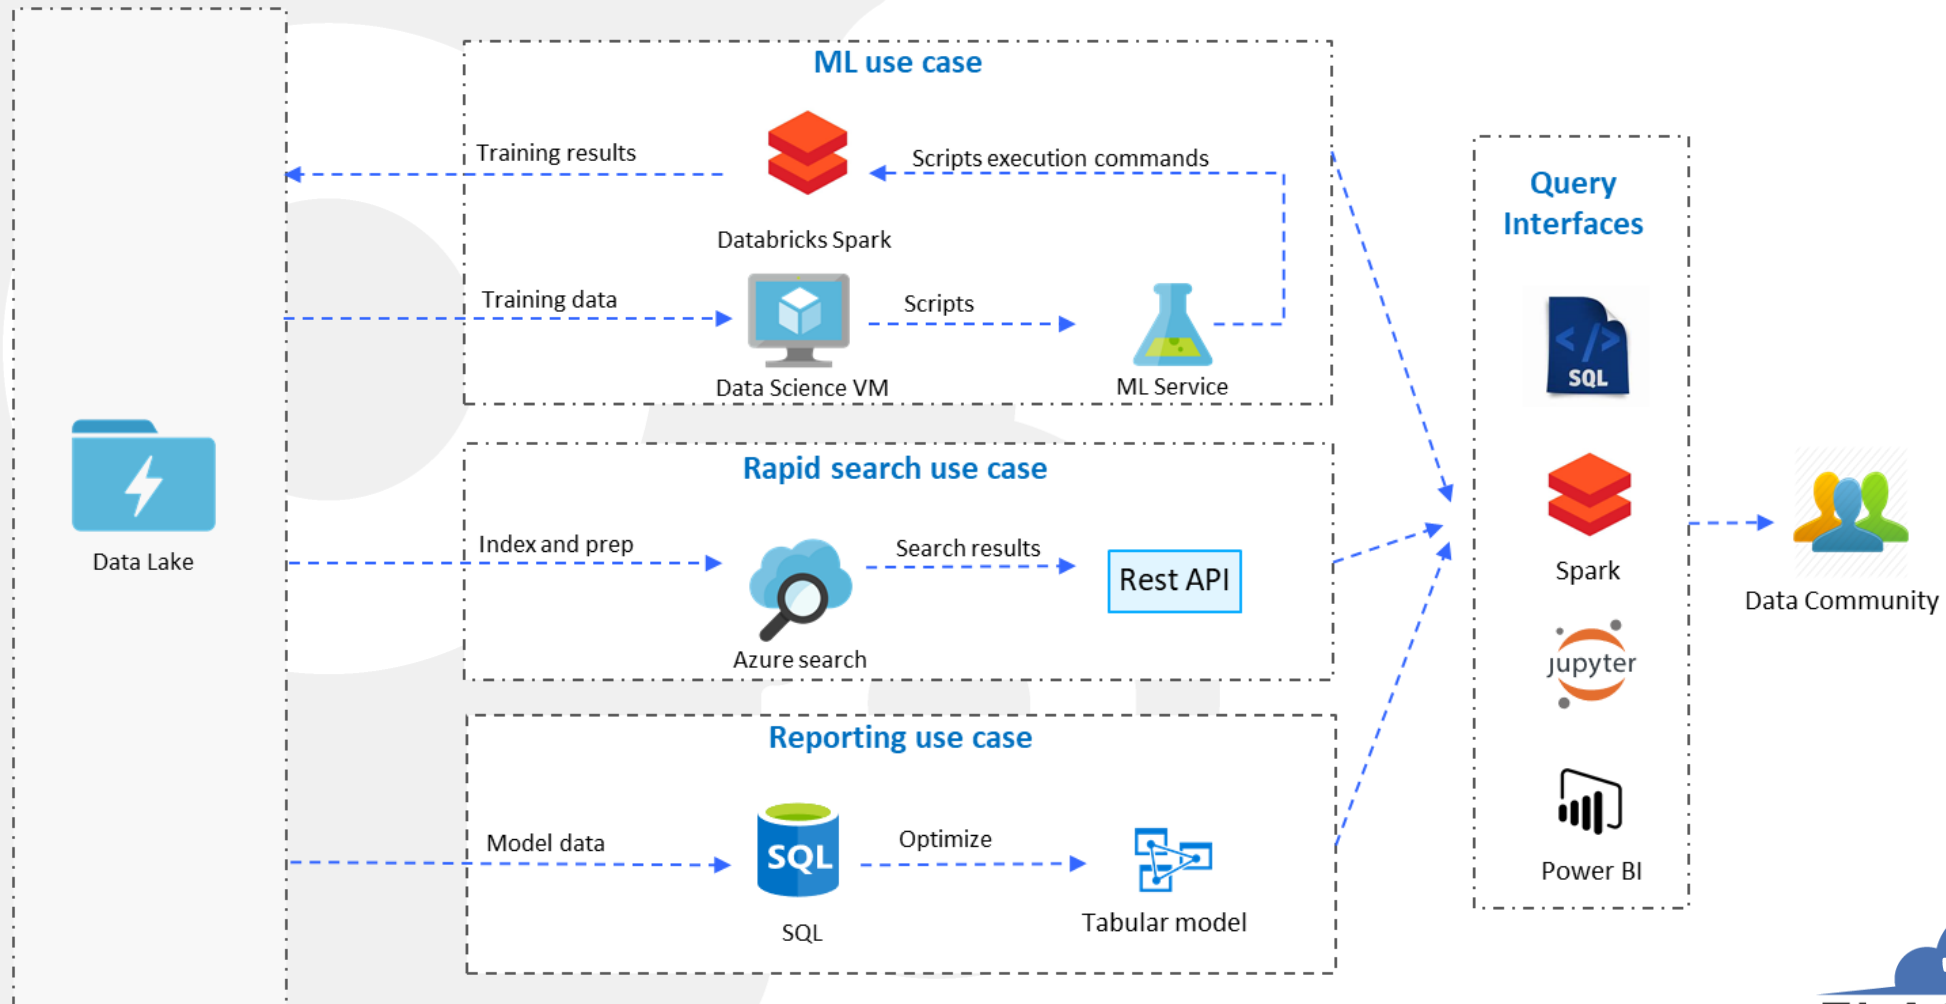 ML use case
Training results
Scripts execution commands
Databricks Spark
Training data
Scripts
Data Science VM
ML Service
Data Lake
Rapid search use case
Index and prep
Search results
Rest API
Azure search
Reporting use case
Model data
Optimize
SQL
SQL
Tabular model
Query
Interfaces
</>
SQL
Spark
jupyter
Power BI
Data Community